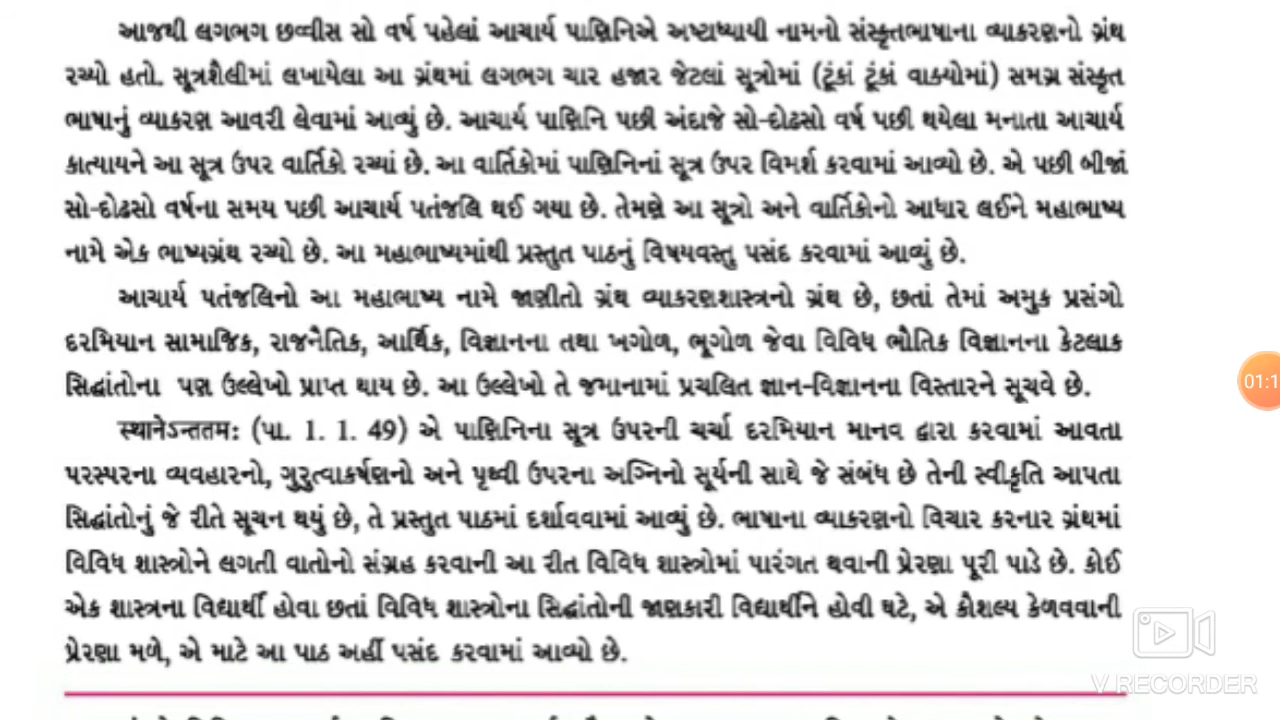 આજથી લગભગ છવ્વીસ સો વર્ષ પહેલાં આચાર્ય પાણિનિએ અષ્ટાધ્યાયી નામનો સંસ્કૃતભાષાના વ્યાકરણનો ગ્રંથ
રચ્યો હતો. સૂત્રશૈલીમાં લખાયેલા આ ગ્રંથમાં લગભગ ચાર હજાર જેટલાં સૂત્રોમાં (ટૂંકાં ટૂંકાં વાક્યોમાં) સમગ્ર સંસ્કૃત
ભાષાનું વ્યાકરણ આવરી લેવામાં આવ્યું છે. આચાર્ય પાણિનિ પછી અંદાજે સો-દોઢસો વર્ષ પછી થયેલા મનાતા આચાર્ય
કાત્યાયને આ સૂત્ર ઉપર વાર્તિકો રચ્યાં છે. આ વાર્તિકોમાં પાણિનિનાં સૂત્ર ઉપર વિમર્શ કરવામાં આવ્યો છે. એ પછી બીજાં
સો-દોઢસો વર્ષના સમય પછી આચાર્ય પતંજલિ થઈ ગયા છે. તેમણે આ સૂત્રો અને વાર્તિકોનો આધાર લઈને મહાભાષ્ય
નામે એક ભાષ્યગ્રંથ રચ્યો છે. આ મહાભાષ્યમાંથી પ્રસ્તુત પાઠનું વિષયવસ્તુ પસંદ કરવામાં આવ્યું છે.
આચાર્ય પતંજલિનો આ મહાભાષ્ય નામે જાણીતો ગ્રંથ વ્યાકરણશાસ્ત્રનો ગ્રંથ છે, છતાં તેમાં અમુક પ્રસંગો
દરમિયાન સામાજિક, રાજનૈતિક, આર્થિક, વિજ્ઞાનના તથા ખગોળ, ભૂગોળ જેવા વિવિધ ભૌતિક વિજ્ઞાનના કેટલાક
સિદ્ધાંતોના પણ ઉલ્લેખો પ્રાપ્ત થાય છે. આ ઉલ્લેખો તે જમાનામાં પ્રચલિત જ્ઞાન-વિજ્ઞાનના વિસ્તારને સૂચવે છે.
स्थानेऽन्ततमः (પા. 1. 1. 49) એ પાણિનિના સૂત્ર ઉપરની ચર્ચા દરમિયાન માનવ દ્વારા કરવામાં આવતા
પરસ્પરના વ્યવહારનો, ગુરુત્વાકર્ષણનો અને પૃથ્વી ઉપરના અગ્નિનો સૂર્યની સાથે જે સંબંધ છે તેની સ્વીકૃતિ આપતા
સિદ્ધાંતોનું જે રીતે સૂચન થયું છે, તે પ્રસ્તુત પાઠમાં દર્શાવવામાં આવ્યું છે. ભાષાના વ્યાકરણનો વિચાર કરનાર ગ્રંથમાં
વિવિધ શાસ્ત્રોને લગતી વાતોનો સંગ્રહ કરવાની આ રીત વિવિધ શાસ્ત્રોમાં પારંગત થવાની પ્રેરણા પૂરી પાડે છે. કોઈ
એક શાસ્ત્રના વિદ્યાર્થી હોવા છતાં વિવિધ શાસ્ત્રોના સિદ્ધાંતોની જાણકારી વિદ્યાર્થીને હોવી ઘટે, એ કૌશલ્ય કેળવવાની
પ્રેરણા મળે, એ માટે આ પાઠ અહીં પસંદ કરવામાં આવ્યો છે.
01:1
V RECORDER